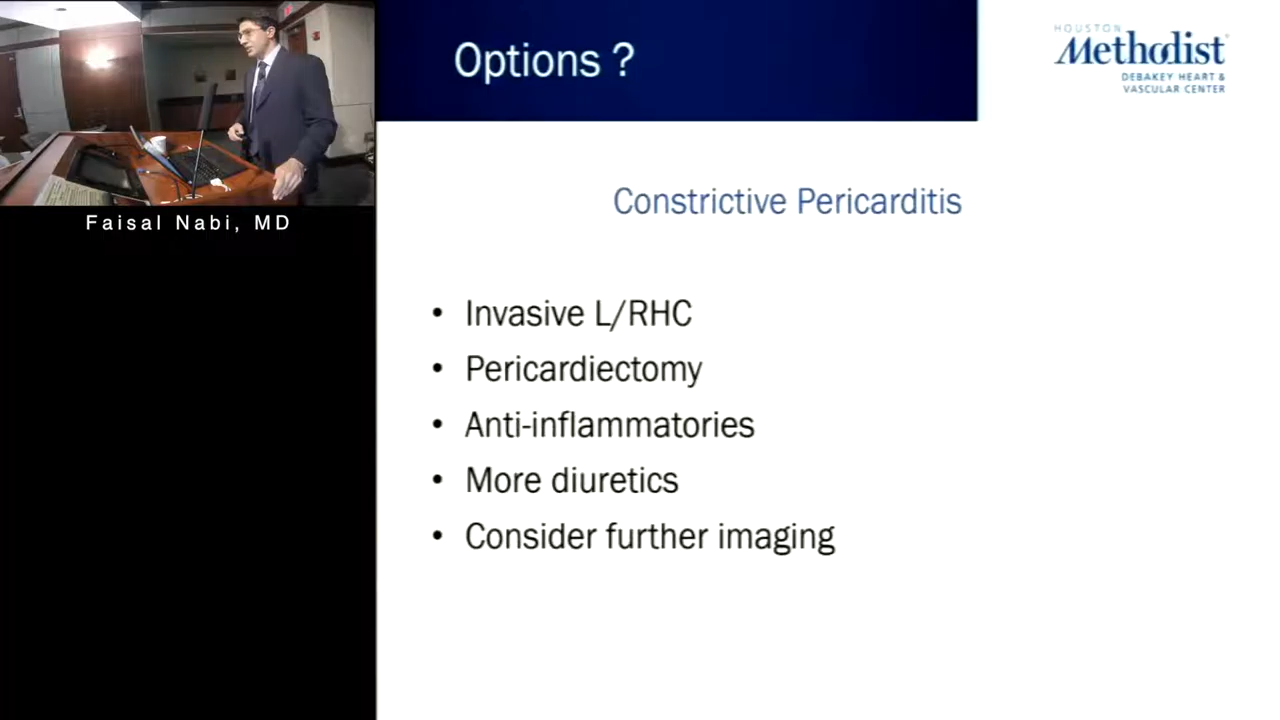 Options ?
HOUSTON
Methodist
DEBAKEY HEART &
VASCULAR CENTER
Faisal Nabi, MD
Constrictive Pericarditis
• Invasive L/RHC
• Pericardiectomy
• Anti-inflammatories
• More diuretics
• Consider further imaging